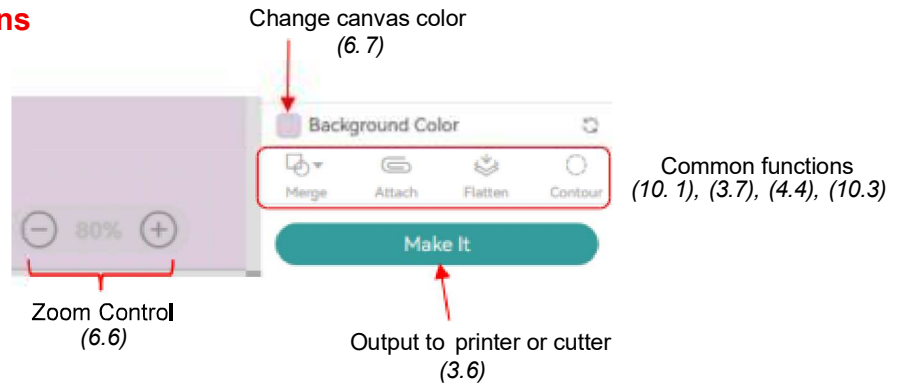 ns
Change canvas color
(6. 7)
Background Color
Merge Attach Flatten Contour
Common functions
(10. 1), (3.7), (4.4), (10.3)
80%
Make It
Zoom Control
(6.6)
Output to printer or cutter
(3.6)